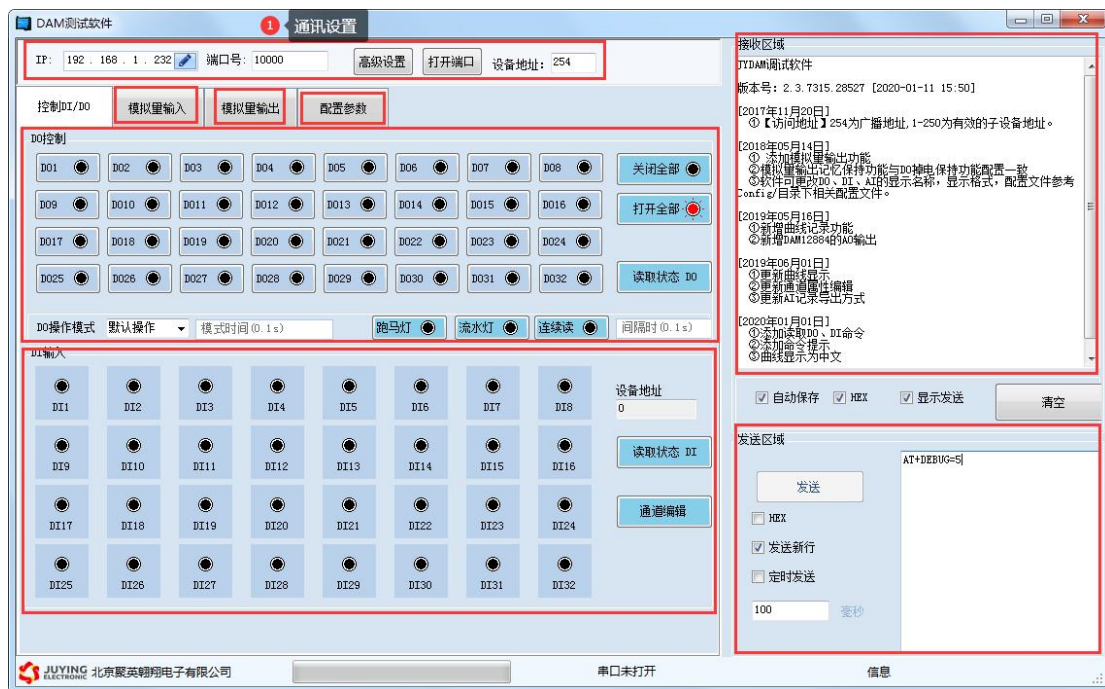 DAM测试软件
1 通讯设置
IP: 192 . 168 . 1 . 232 端口号: 10000 高级设置 打开端口 设备地址: 254
控制DI/DO 模拟量输入 模拟量输出 配置参数
DO控制
DO1 DO2 DO3 DO4 DO5 DO6 DO7 DO8 关闭全部
DO9 DO10 DO11 DO12 DO13 DO14 DO15 DO16 打开全部
DO17 DO18 DO19 DO20 DO21 DO22 DO23 DO24
DO25 DO26 DO27 DO28 DO29 DO30 DO31 DO32 读取状态 DO
DO操作模式 默认操作 模式时间(0.1s) 跑马灯 流水灯 连续读 间隔时(0.1s)
DI输入
DI1 DI2 DI3 DI4 DI5 DI6 DI7 DI8
设备地址
0
DI9 DI10 DI11 DI12 DI13 DI14 DI15 DI16
读取状态 DI
DI17 DI18 DI19 DI20 DI21 DI22 DI23 DI24
通道编辑
DI25 DI26 DI27 DI28 DI29 DI30 DI31 DI32
接收区域
JYDAM调试软件
版本号: 2.3.7315.28527 [2020-01-11 15:50]
[2017年11月20日]
①【访问地址】254为广播地址,1-250为有效的子设备地址。
[2018年05月14日]
① 添加模拟量输出功能
②模拟量输出记忆保持功能与DO掉电保持功能配置一致
③软件可更改DO、DI、AI的显示名称，显示格式，配置文件参考
Config/目录下相关配置文件。
[2019年05月16日]
①新增曲线记录功能
②新增DAM12884的AO输出
[2019年06月01日]
①更新曲线显示
②更新通道属性编辑
③更新AI记录导出方式
[2020年01月01日]
①添加读取DO、DI命令
②添加命令提示
③曲线显示为中文
自动保存 HEX 显示发送 清空
发送区域
AT+DEBUG=5
发送
HEX
发送新行
定时发送
100 毫秒
JUYING ELECTRONIC 北京聚英翱翔电子有限公司 串口未打开 信息